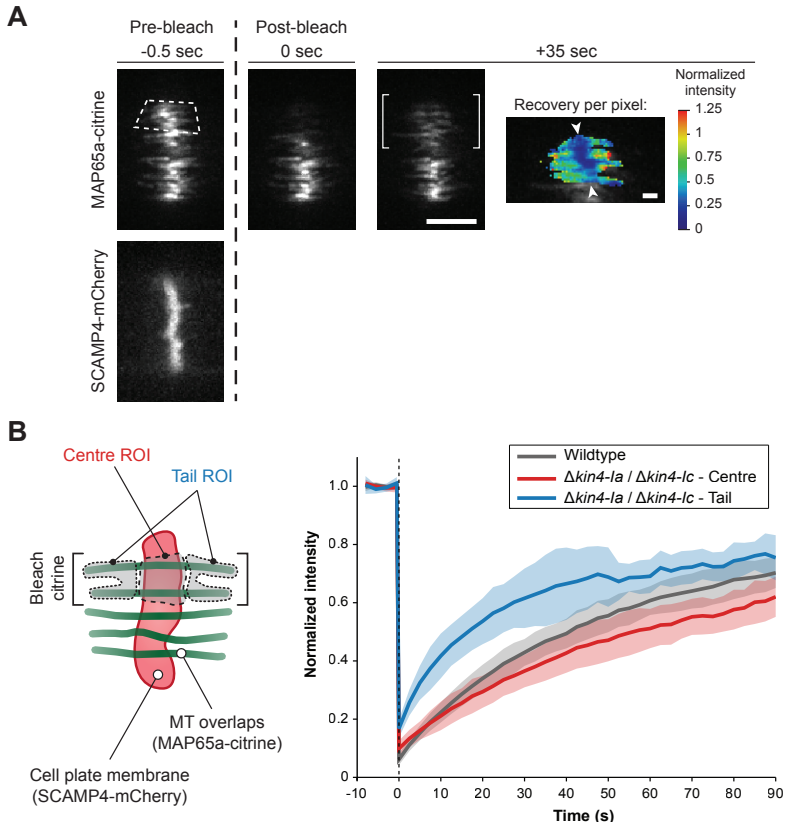 A
Pre-bleach
-0.5 sec
Post-bleach
0 sec
+35 sec
MAP65a-citrine
Recovery per pixel:
Normalized
intensity
1.25
1
0.75
0.5
0.25
0
SCAMP4-mCherry
B
Centre ROI
Tail ROI
Bleach
citrine
MT overlaps
(MAP65a-citrine)
Cell plate membrane
(SCAMP4-mCherry)
Wildtype
Δkin4-Ia / Δkin4-Ic - Centre
Δkin4-Ia / Δkin4-Ic - Tail
Normalized intensity
1.0
0.8
0.6
0.4
0.2
0
-10 0 10 20 30 40 50 60 70 80 90
Time (s)